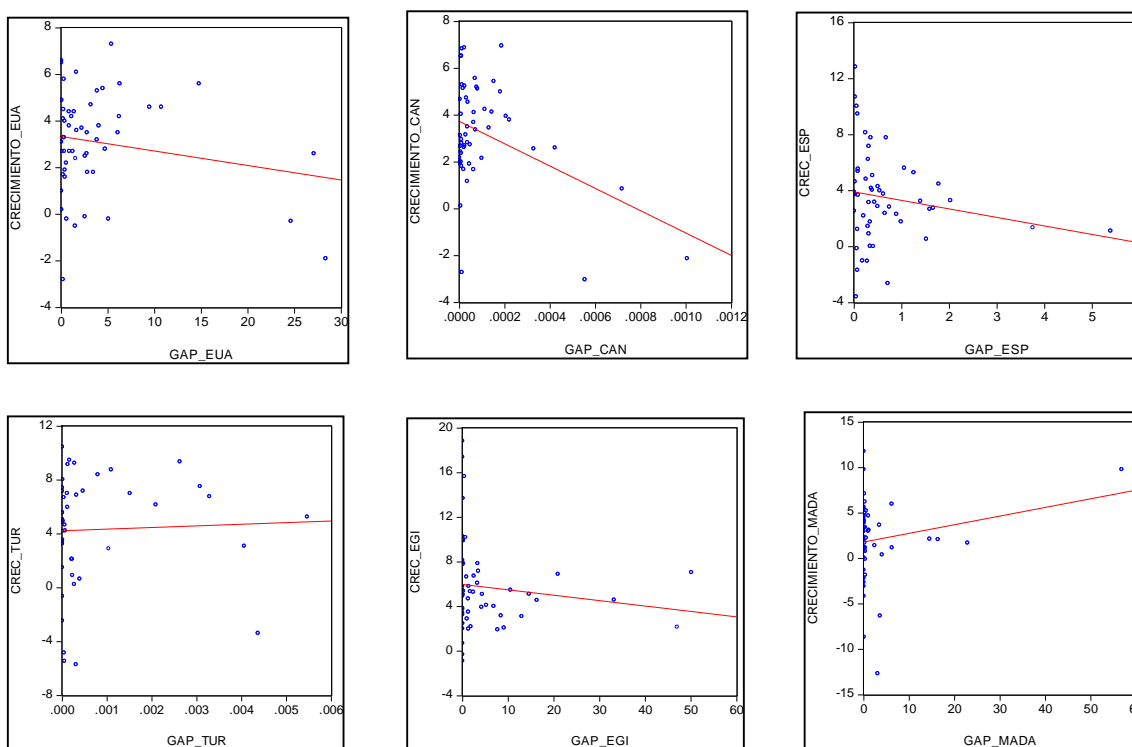 8
6
4
2
0
-2
-4
0 5 10 15 20 25 30
CRECIMIENTO_EUA
GAP_EUA
8
6
4
2
0
-2
-4
.0000 .0002 .0004 .0006 .0008 .0010 .0012
CRECIMIENTO_CAN
GAP_CAN
16
12
8
4
0
-4
0 1 2 3 4 5
CREC_ESP
GAP_ESP
12
8
4
0
-4
-8
.000 .001 .002 .003 .004 .005 .006
CREC_TUR
GAP_TUR
20
16
12
8
4
0
-4
0 10 20 30 40 50 60
CREC_EGI
GAP_EGI
15
10
5
0
-5
-10
-15
0 10 20 30 40 50
CRECIMIENTO_MADA
GAP_MADA